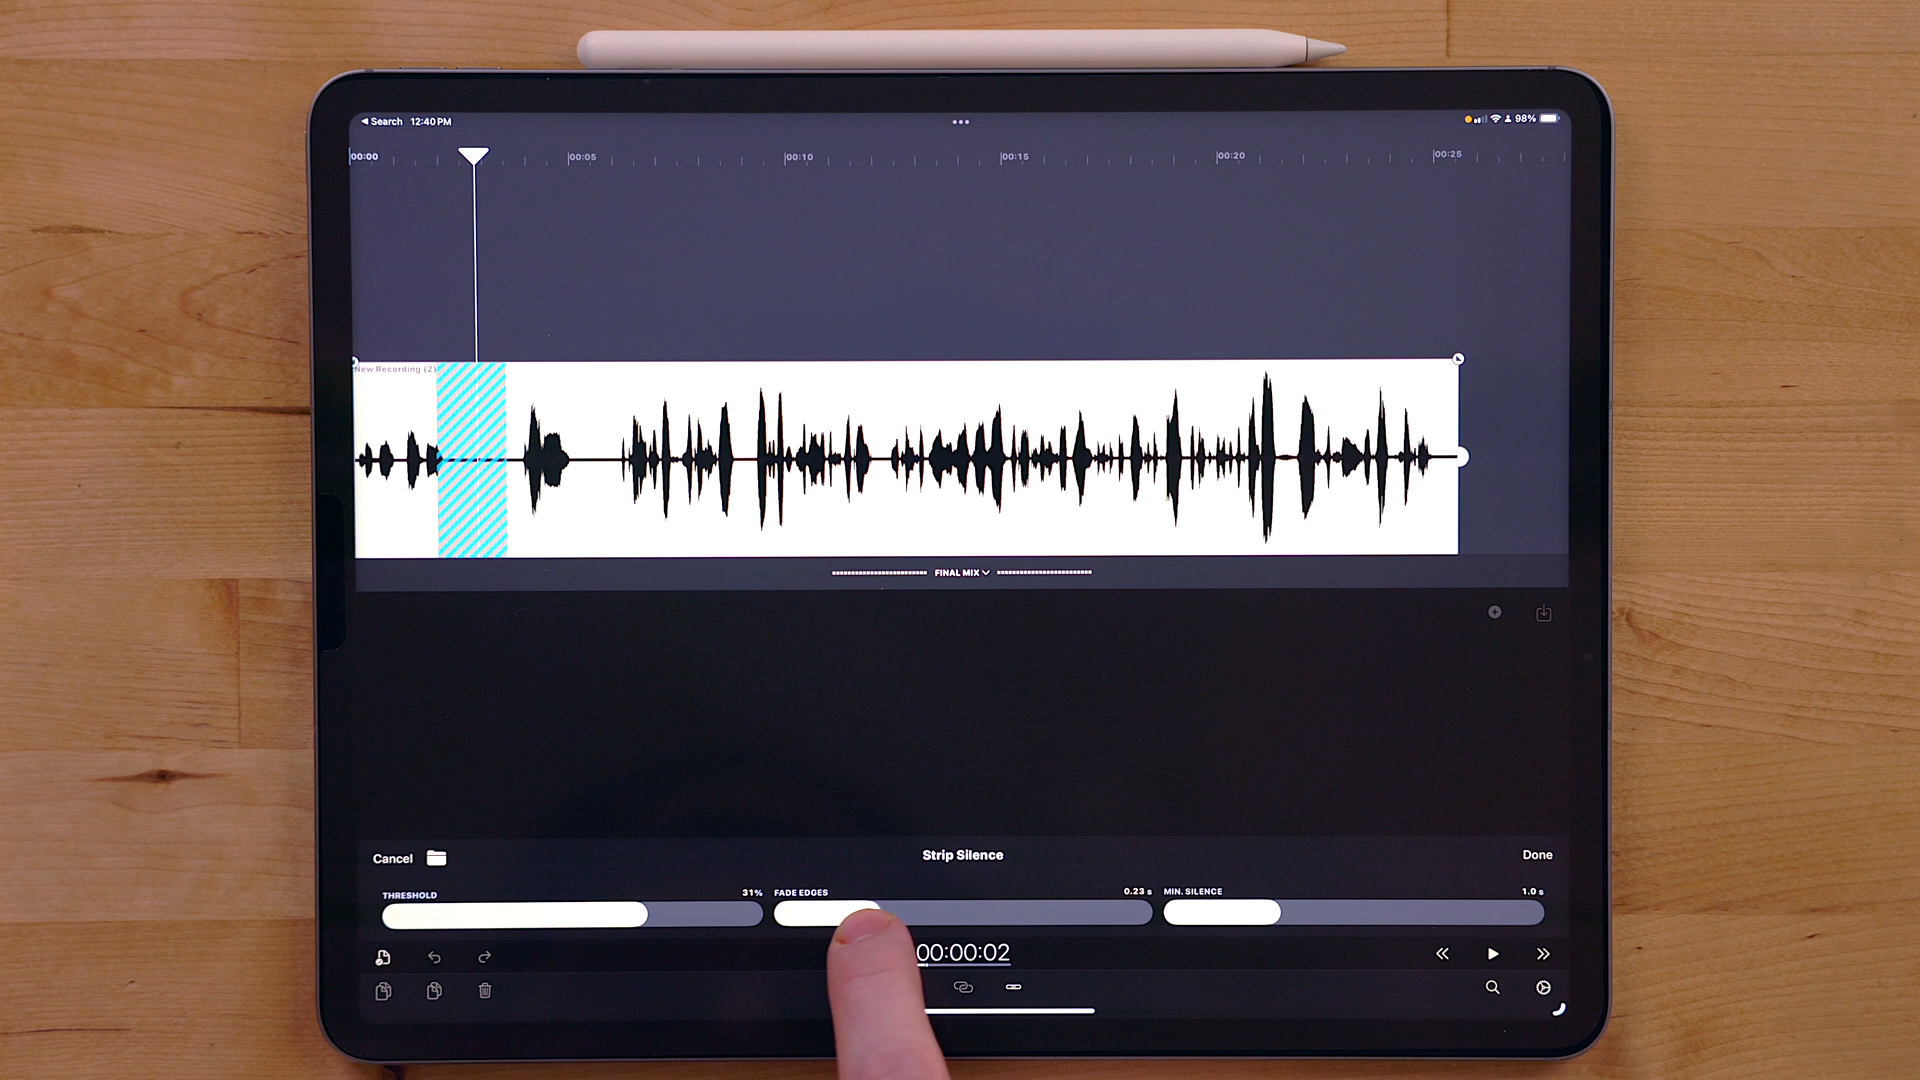 Search 12:40 PM 98%
00:00 00:05 00:10 00:15 00:20 00:25
New Recording (2)
FINAL MIX
Cancel Strip Silence Done
THRESHOLD 31% FADE EDGES 0.23 s MIN. SILENCE 1.0 s
00:00:02